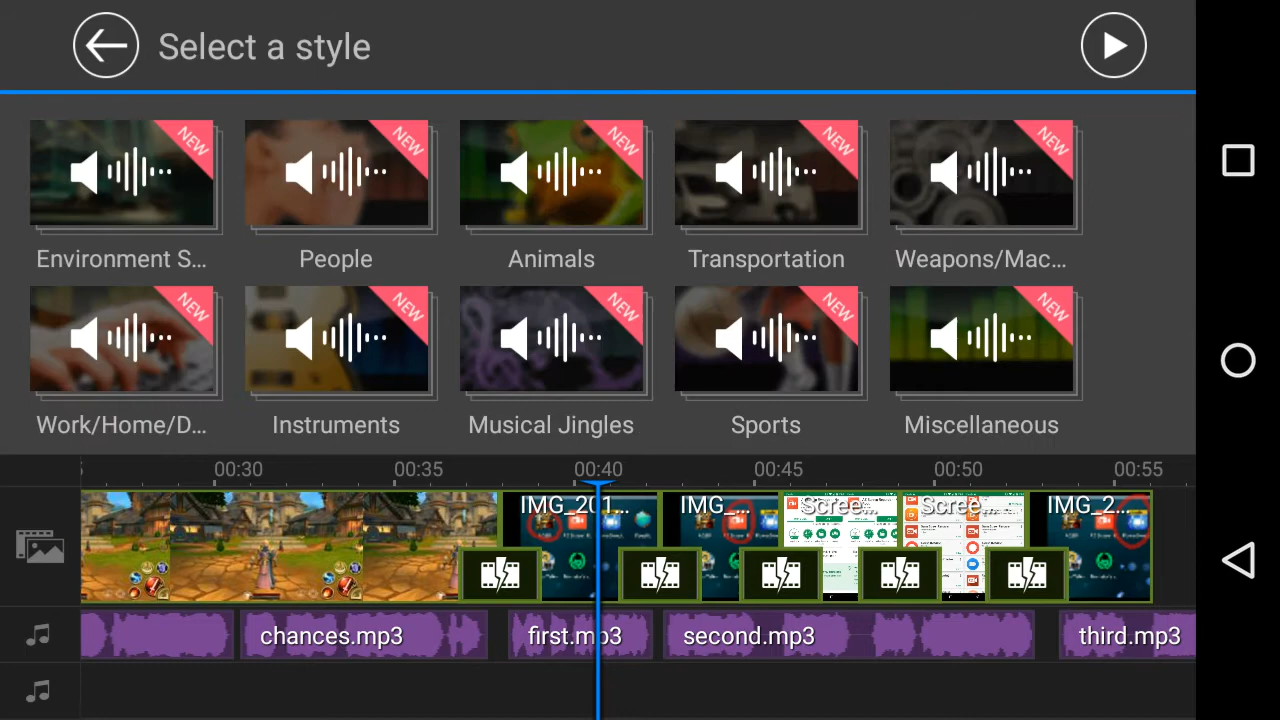 Select a style
NEW NEW NEW NEW NEW
Environment S... People Animals Transportation Weapons/Mac...
NEW NEW NEW NEW NEW
Work/Home/D... Instruments Musical Jingles Sports Miscellaneous
00:30 00:35 00:40 00:45 00:50 00:55
IMG_201... IMG_... Scree... Scree... IMG_2...
chances.mp3 first.mp3 second.mp3 third.mp3